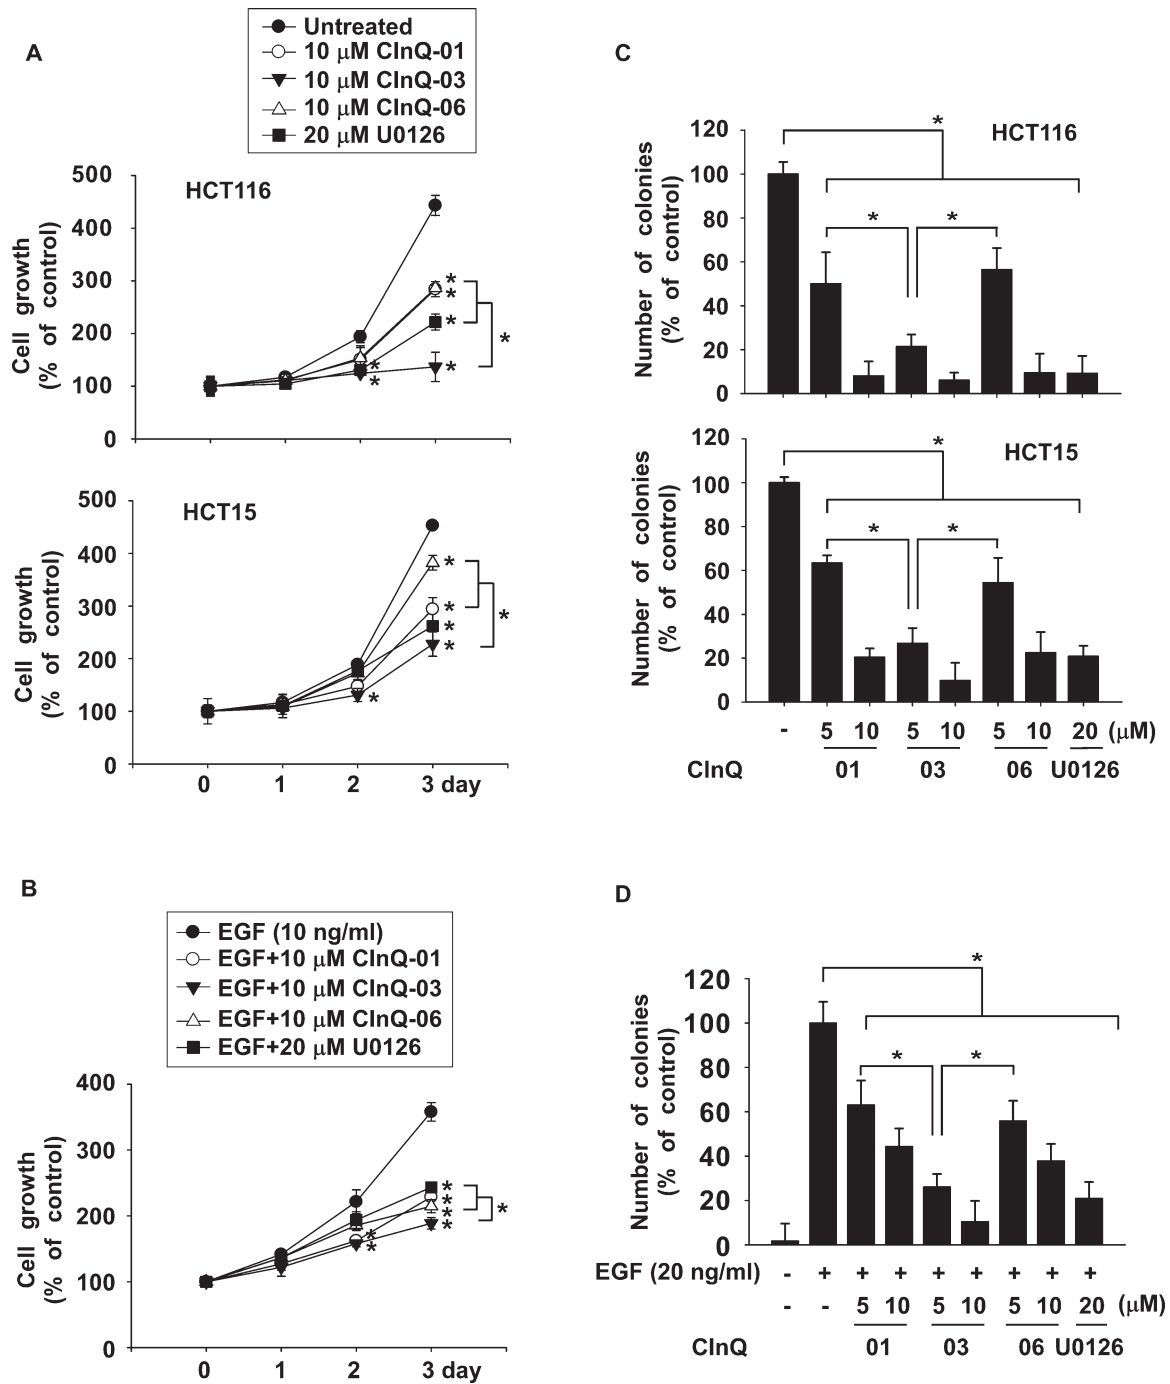 A
Untreated
10 μM ClnQ-01
10 μM ClnQ-03
10 μM ClnQ-06
20 μM U0126
HCT116
Cell growth
(% of control)
500
400
300
200
100
0
*
*
*
*
*
*
*
HCT15
Cell growth
(% of control)
500
400
300
200
100
0
*
*
*
*
*
*
0 1 2 3 day
B
EGF (10 ng/ml)
EGF+10 μM ClnQ-01
EGF+10 μM ClnQ-03
EGF+10 μM ClnQ-06
EGF+20 μM U0126
Cell growth
(% of control)
400
300
200
100
0
*
*
*
*
*
*
*
0 1 2 3 day
C
HCT116
Number of colonies
(% of control)
120
100
80
60
40
20
0
*
* *
HCT15
Number of colonies
(% of control)
120
100
80
60
40
20
0
*
* *
- 5 10 5 10 5 10 20 (μM)
ClnQ 01 03 06 U0126
D
Number of colonies
(% of control)
120
100
80
60
40
20
0
*
* *
EGF (20 ng/ml) - + + + + + + + +
- - 5 10 5 10 5 10 20 (μM)
ClnQ 01 03 06 U0126